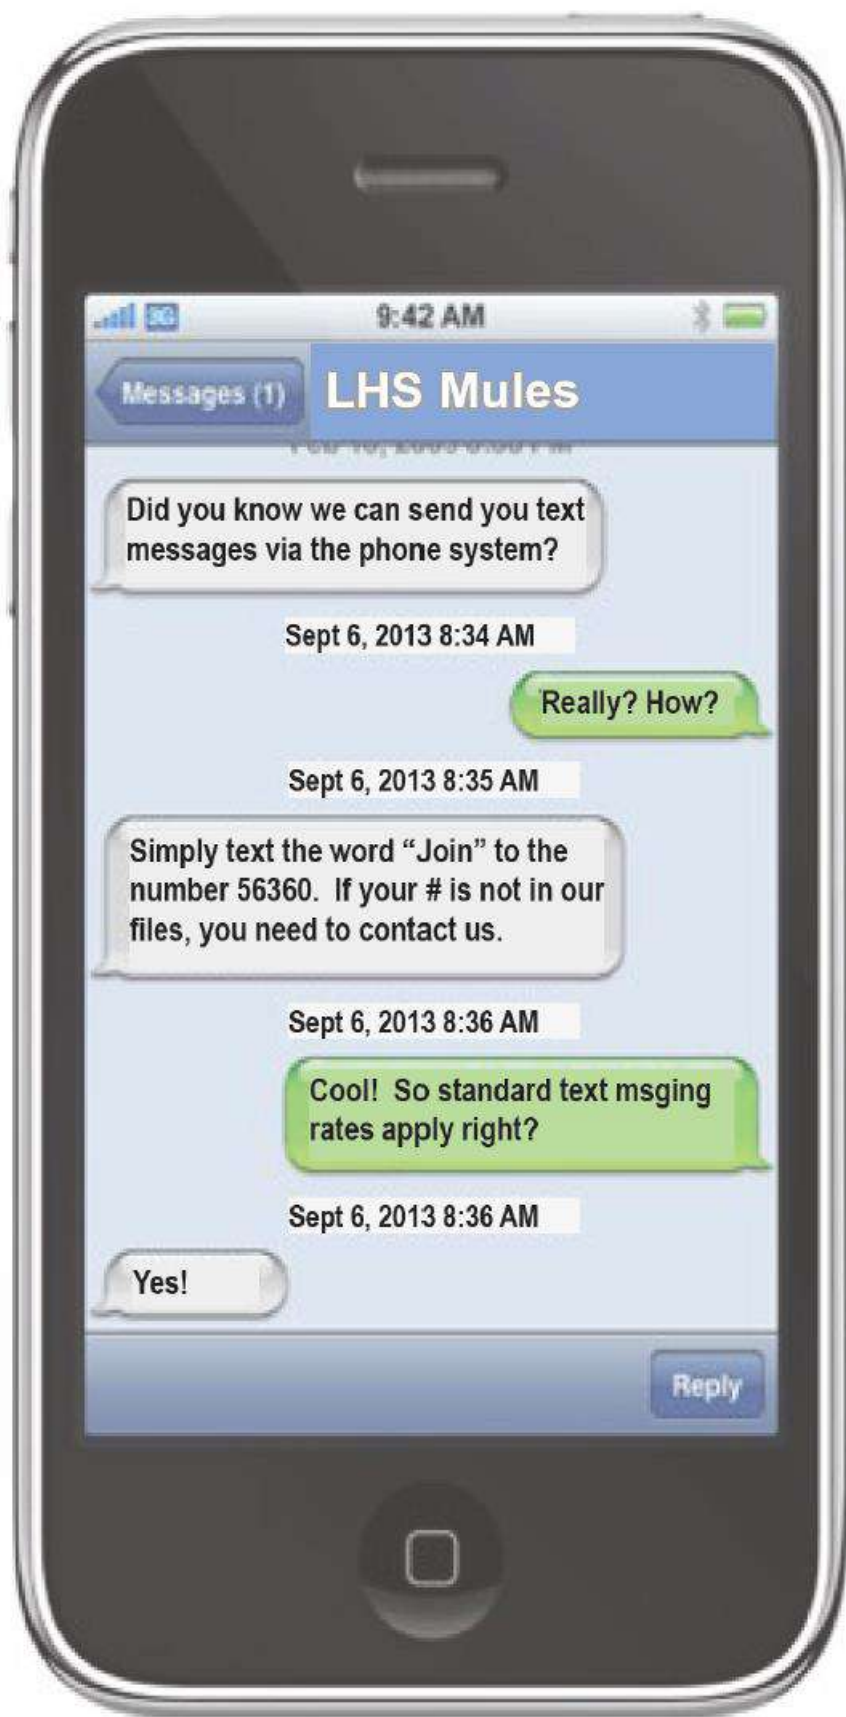 3G 9:42 AM
Messages (1) LHS Mules
Did you know we can send you text
messages via the phone system?
Sept 6, 2013 8:34 AM
Really? How?
Sept 6, 2013 8:35 AM
Simply text the word “Join” to the
number 56360.  If your # is not in our
files, you need to contact us.
Sept 6, 2013 8:36 AM
Cool!  So standard text msging
rates apply right?
Sept 6, 2013 8:36 AM
Yes!
Reply